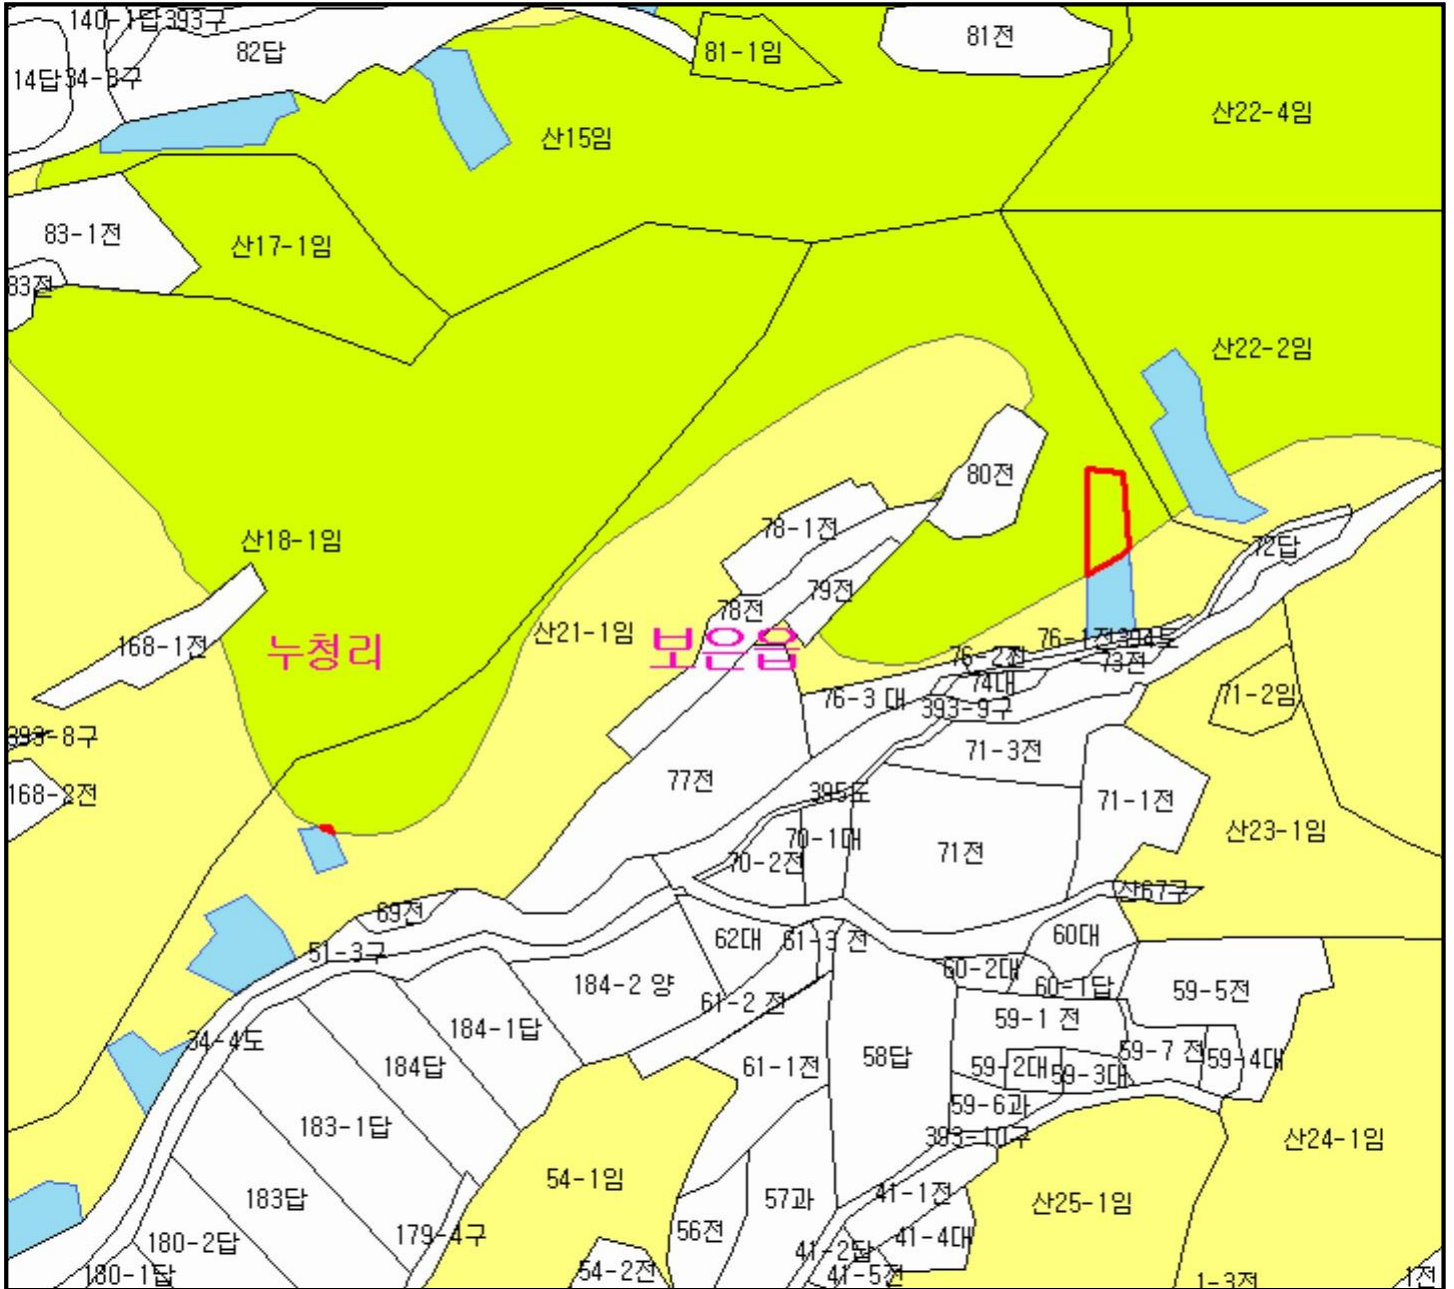 140-1답 393구
82답
81-1임
81전
14답 34-3구
산22-4임
산15임
83-1전
산17-1임
83전
산22-2임
80전
78-1전
산18-1임
72답
79전
78전
168-1전
누청리
산21-1임
보은읍
76-1전 394도
76-2전
73전
74대
76-3 대
71-2임
393-9구
393-8구
71-3전
77전
168-2전
395도
71-1전
산23-1임
70-1대
71전
70-2전
산67구
69전
62대
61-3 전
60대
51-3구
60-2대
184-2 양
60-1답
59-5전
61-2 전
184-1답
59-1 전
34-4도
59-7 전
59-4대
58답
184답
61-1전
59-2대
59-3대
59-6과
183-1답
393-10구
산24-1임
54-1임
41-1전
183답
57과
산25-1임
179-4구
56전
41-4대
180-2답
41-2답
180-1답
54-2전
41-5전
1-3전
1전